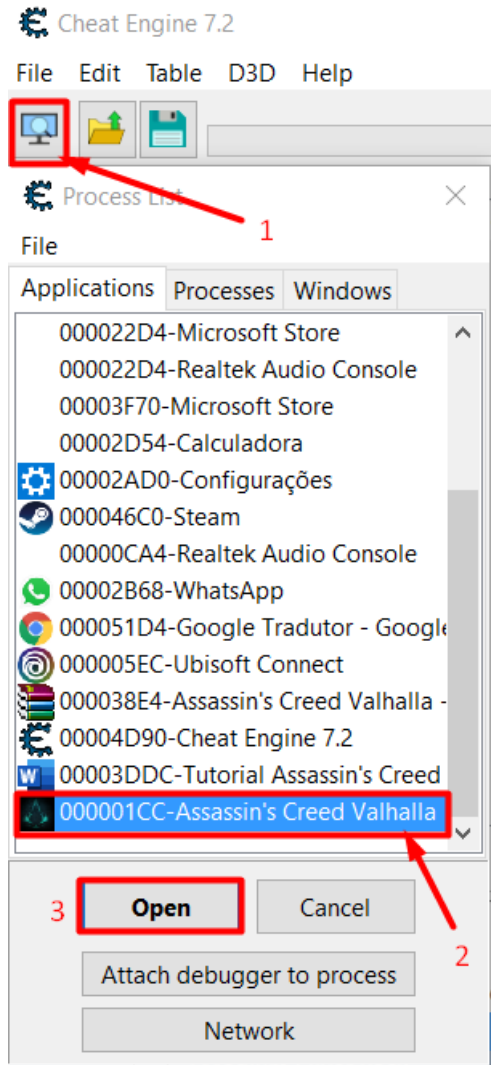 Cheat Engine 7.2
File Edit Table D3D Help
Process List
1
File
Applications Processes Windows
000022D4-Microsoft Store
000022D4-Realtek Audio Console
00003F70-Microsoft Store
00002D54-Calculadora
00002AD0-Configurações
000046C0-Steam
00000CA4-Realtek Audio Console
00002B68-WhatsApp
000051D4-Google Tradutor - Google
000005EC-Ubisoft Connect
000038E4-Assassin's Creed Valhalla -
00004D90-Cheat Engine 7.2
00003DDC-Tutorial Assassin's Creed
000001CC-Assassin's Creed Valhalla
3 Open Cancel
2
Attach debugger to process
Network